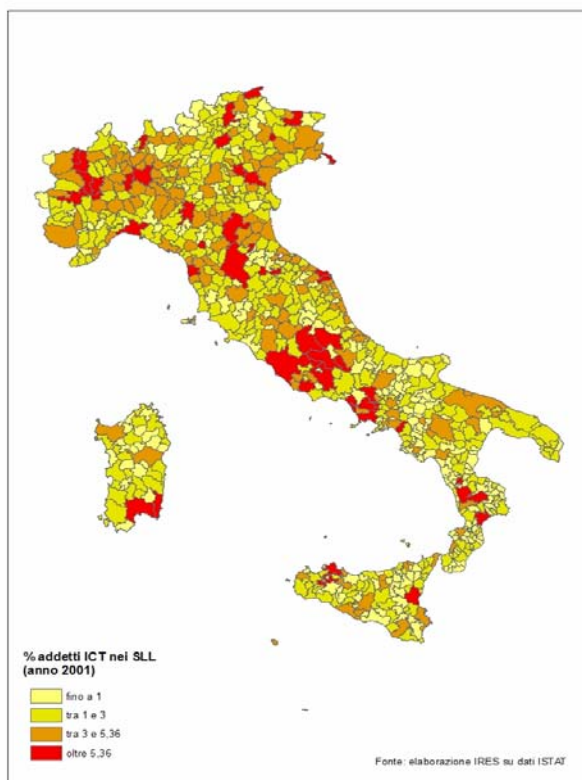 % addetti ICT nei SLL
(anno 2001)
fino a 1
tra 1 e 3
tra 3 e 5,36
oltre 5,36
Fonte: elaborazione IRES su dati ISTAT